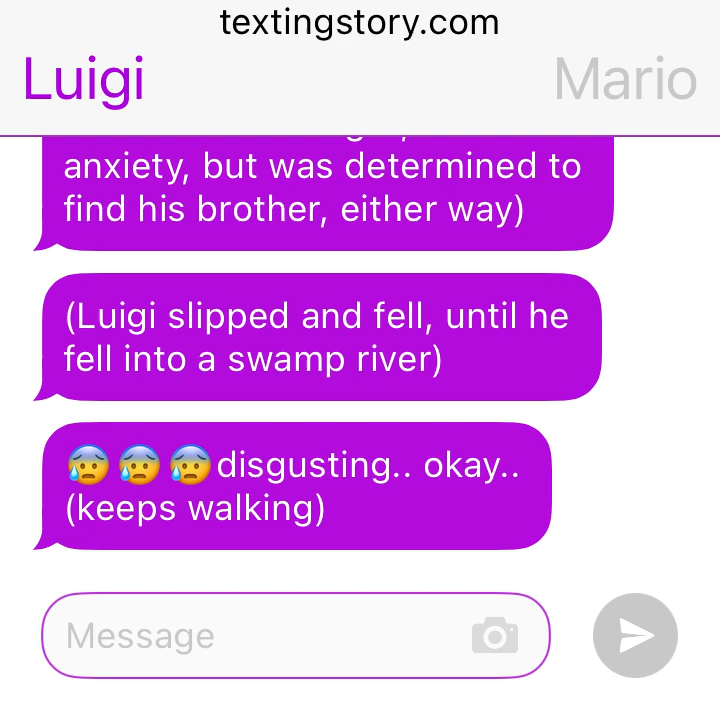 textingstory.com
Luigi
Mario
anxiety, but was determined to
find his brother, either way)
(Luigi slipped and fell, until he
fell into a swamp river)
😰😰😰disgusting.. okay..
(keeps walking)
Message